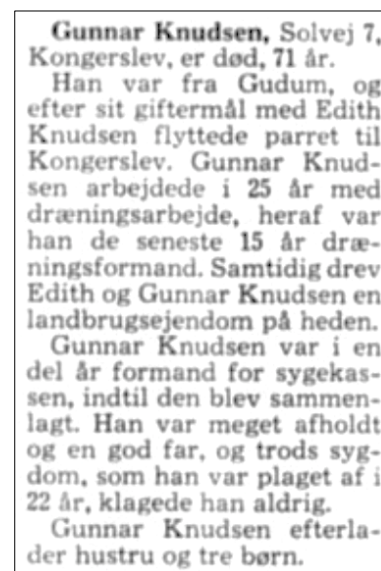 Gunnar Knudsen, Solvej 7,
Kongerslev, er død, 71 år.
Han var fra Gudum, og
efter sit giftermål med Edith
Knudsen flyttede parret til
Kongerslev. Gunnar Knud-
sen arbejdede i 25 år med
dræningsarbejde, heraf var
han de seneste 15 år dræ-
ningsformand. Samtidig drev
Edith og Gunnar Knudsen en
landbrugsejendom på heden.
Gunnar Knudsen var i en
del år formand for sygekas-
sen, indtil den blev sammen-
lagt. Han var meget afholdt
og en god far, og trods syg-
dom, som han var plaget af i
22 år, klagede han aldrig.
Gunnar Knudsen efterla-
der hustru og tre børn.